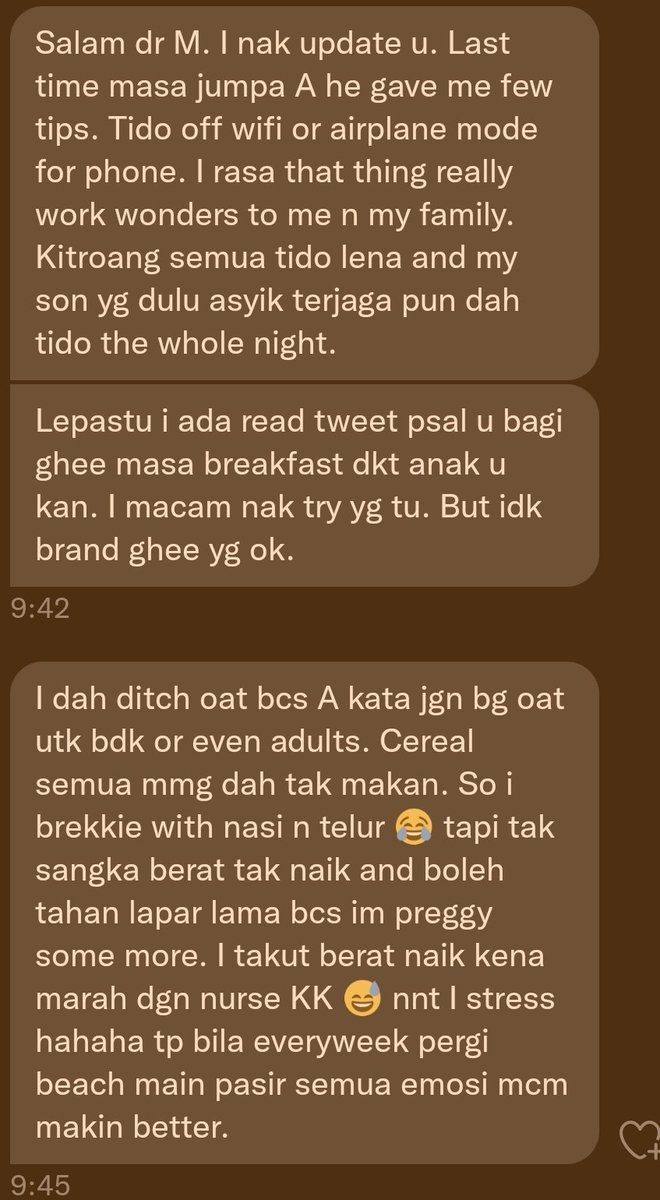 Salam dr M. I nak update u. Last
time masa jumpa A he gave me few
tips. Tido off wifi or airplane mode
for phone. I rasa that thing really
work wonders to me n my family.
Kitroang semua tido lena and my
son yg dulu asyik terjaga pun dah
tido the whole night.
Lepastu i ada read tweet psal u bagi
ghee masa breakfast dkt anak u
kan. I macam nak try yg tu. But idk
brand ghee yg ok.
9:42
I dah ditch oat bcs A kata jgn bg oat
utk bdk or even adults. Cereal
semua mmg dah tak makan. So i
brekkie with nasi n telur 😂 tapi tak
sangka berat tak naik and boleh
tahan lapar lama bcs im preggy
some more. I takut berat naik kena
marah dgn nurse KK 😅 nnt I stress
hahaha tp bila everyweek pergi
beach main pasir semua emosi mcm
makin better.
9:45